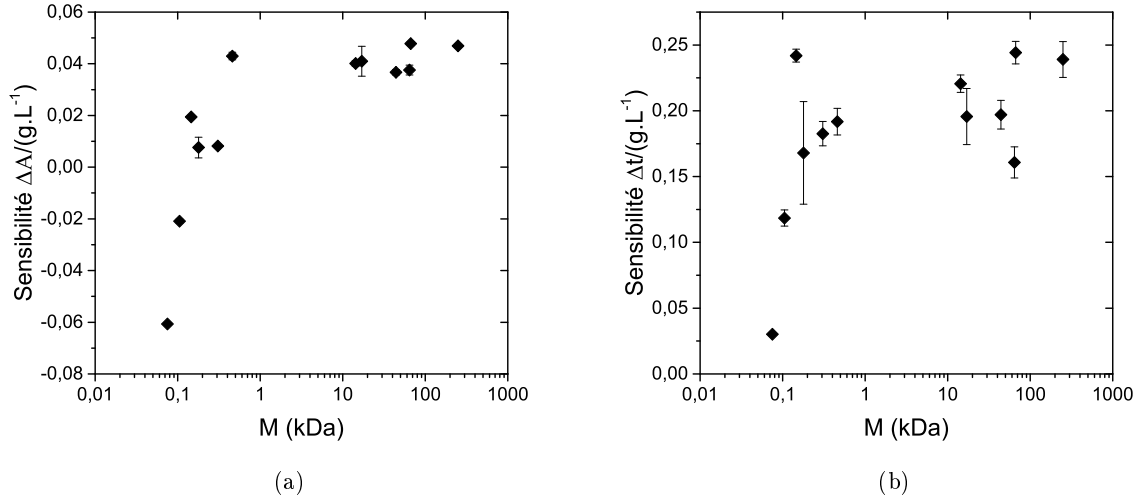 0,06
0,04
0,02
0,00
-0,02
-0,04
-0,06
-0,08
Sensibilité ΔA/(g.L⁻¹)
0,01 0,1 1 10 100 1000
M (kDa)
(a)
0,25
0,20
0,15
0,10
0,05
0,00
Sensibilité Δt/(g.L⁻¹)
0,01 0,1 1 10 100 1000
M (kDa)
(b)